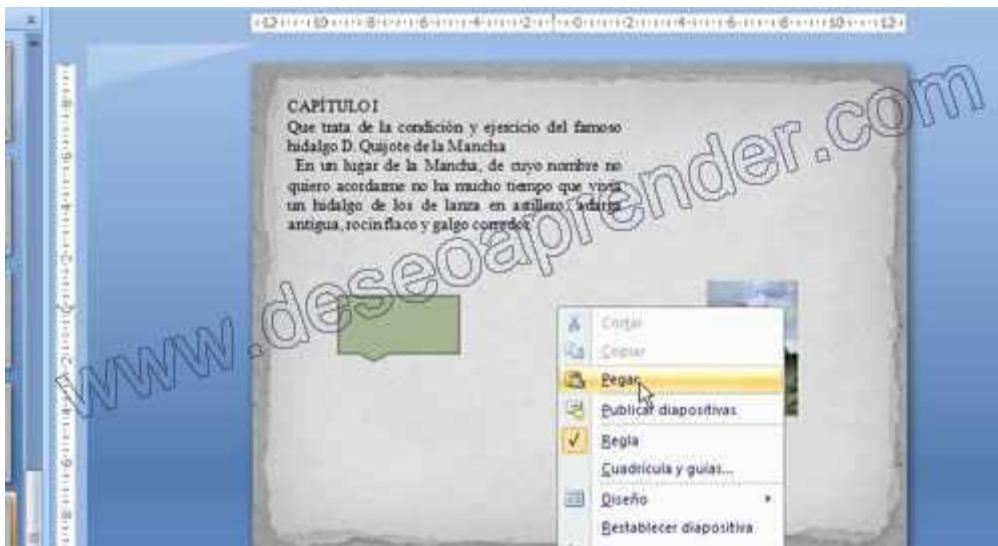 CAPÍTULO I
Que trata de la condición y ejercicio del famoso
hidalgo D. Quijote de la Mancha
En un lugar de la Mancha, de cuyo nombre no
quiero acordarme no ha mucho tiempo que vivía
un hidalgo de los de lanza en astillero, adarga
antigua, rocín flaco y galgo corredor.
www.deseoaprender.com
Cortar
Copiar
Pegar
Publicar diapositivas
Regla
Cuadrícula y guías...
Diseño
Restablecer diapositiva